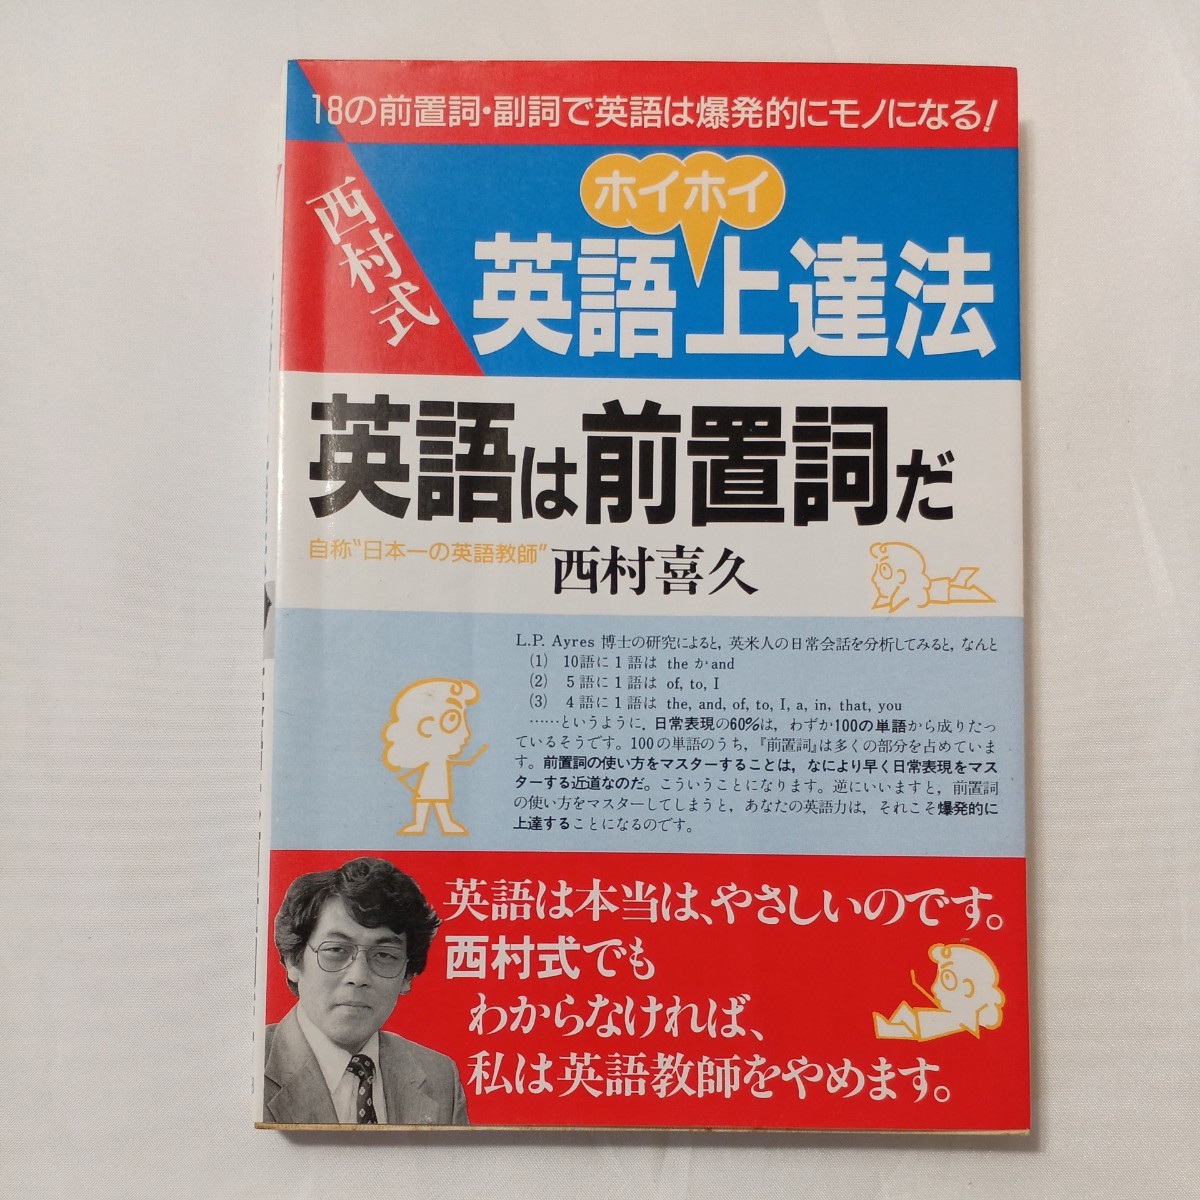 18の前置詞・副詞で英語は爆発的にモノになる！
西村式
ホイホイ
英語上達法
英語は前置詞だ
自称"日本一の英語教師" 西村喜久
L.P. Ayres 博士の研究によると，英米人の日常会話を分析してみると，なんと
(1) 10語に1語は the かand
(2) 5語に1語は of, to, I
(3) 4語に1語は the, and, of, to, I, a, in, that, you
……というように．日常表現の60%は，わずか100の単語から成りたっ
ているそうです。100の単語のうち，『前置詞』は多くの部分を占めていま
す。前置詞の使い方をマスターすることは，なにより早く日常表現をマス
ターする近道なのだ。こういうことになります。逆にいいますと，前置詞
の使い方をマスターしてしまうと，あなたの英語力は，それこそ爆発的に
上達することになるのです。
英語は本当は、やさしいのです。
西村式でも
わからなければ、
私は英語教師をやめます。